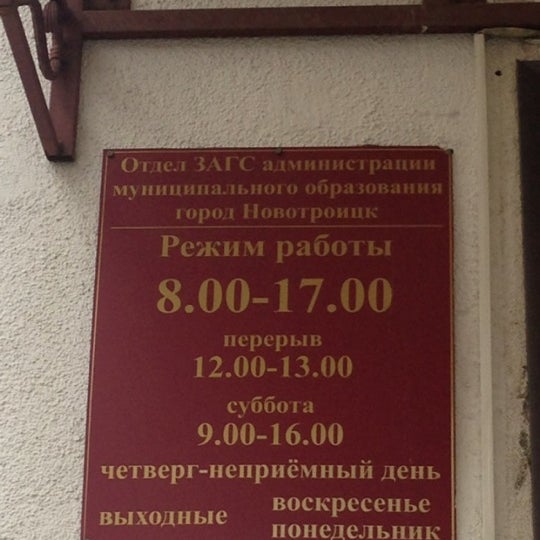 Отдел ЗАГС администрации
муниципального образования
город Новотроицк
Режим работы
8.00-17.00
перерыв
12.00-13.00
суббота
9.00-16.00
четверг-неприёмный день
выходные воскресенье
понедельник